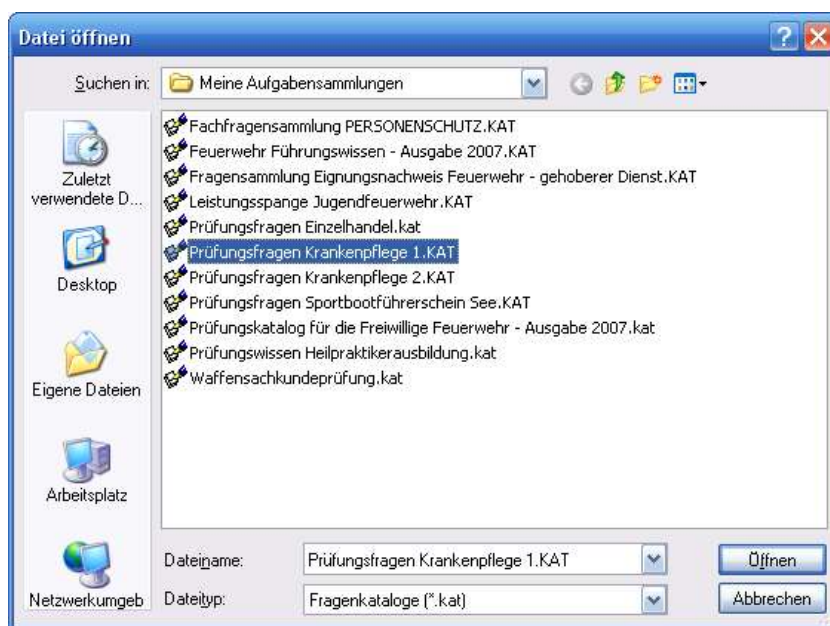 Datei öffnen
Suchen in:
Meine Aufgabensammlungen
Zuletzt
verwendete D...
Desktop
Eigene Dateien
Arbeitsplatz
Netzwerkumgeb
Fachfragensammlung PERSONENSCHUTZ.KAT
Feuerwehr Führungswissen - Ausgabe 2007.KAT
Fragensammlung Eignungsnachweis Feuerwehr - gehoberer Dienst.KAT
Leistungsspange Jugendfeuerwehr.KAT
Prüfungsfragen Einzelhandel.kat
Prüfungsfragen Krankenpflege 1.KAT
Prüfungsfragen Krankenpflege 2.KAT
Prüfungsfragen Sportbootführerschein See.KAT
Prüfungskatalog für die Freiwillige Feuerwehr - Ausgabe 2007.kat
Prüfungswissen Heilpraktikerausbildung.kat
Waffensachkundeprüfung.kat
Dateiname:
Prüfungsfragen Krankenpflege 1.KAT
Öffnen
Dateityp:
Fragenkataloge (*.kat)
Abbrechen